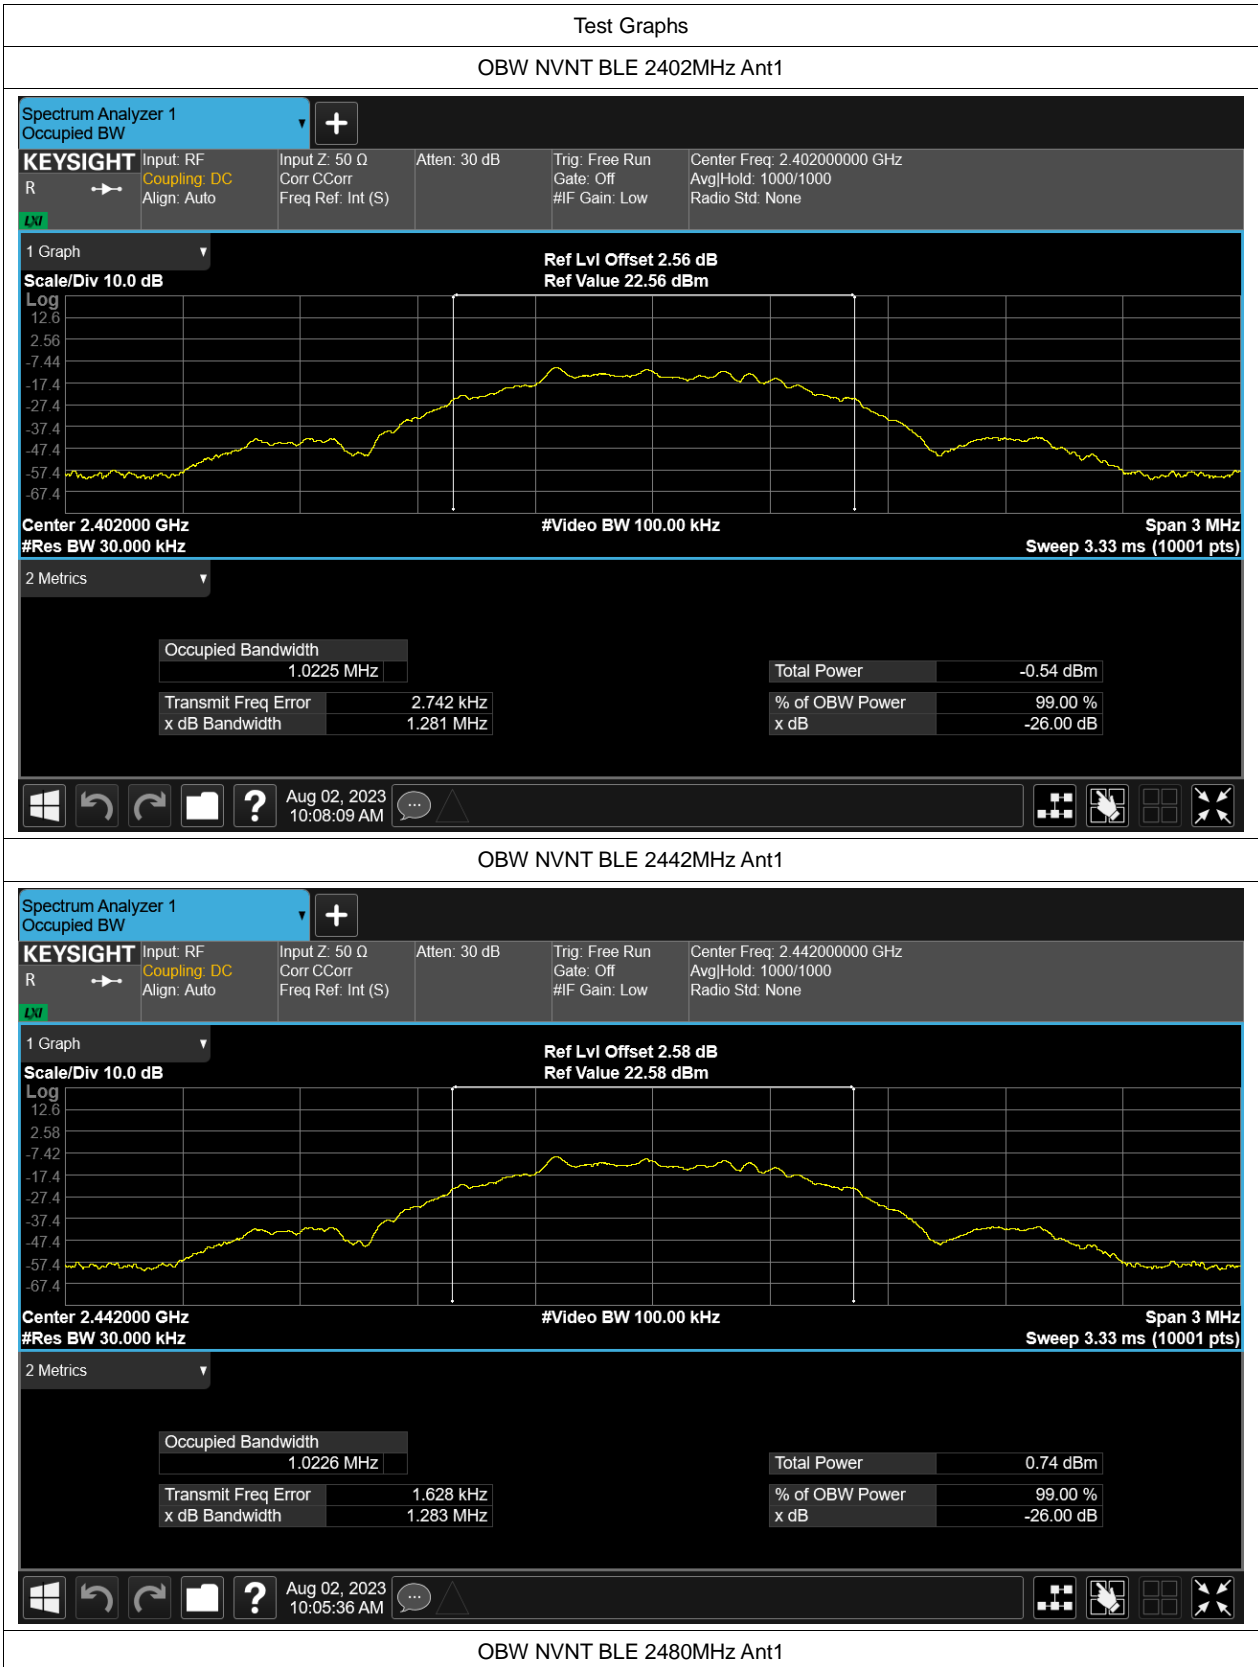 Test Graphs
OBW NVNT BLE 2402MHz Ant1
Spectrum Analyzer 1
Occupied BW
KEYSIGHT
R
LXI
Input: RF
Coupling: DC
Align: Auto
Input Z: 50 Ω
Corr CCorr
Freq Ref: Int (S)
Atten: 30 dB
Trig: Free Run
Gate: Off
#IF Gain: Low
Center Freq: 2.402000000 GHz
Avg|Hold: 1000/1000
Radio Std: None
1 Graph
Scale/Div 10.0 dB
Ref Lvl Offset 2.56 dB
Ref Value 22.56 dBm
Log
12.6
2.56
-7.44
-17.4
-27.4
-37.4
-47.4
-57.4
-67.4
Center 2.402000 GHz
#Video BW 100.00 kHz
Span 3 MHz
#Res BW 30.000 kHz
Sweep 3.33 ms (10001 pts)
2 Metrics
Occupied Bandwidth
1.0225 MHz
Total Power -0.54 dBm
Transmit Freq Error 2.742 kHz
% of OBW Power 99.00 %
x dB Bandwidth 1.281 MHz
x dB -26.00 dB
?
Aug 02, 2023
10:08:09 AM
OBW NVNT BLE 2442MHz Ant1
Spectrum Analyzer 1
Occupied BW
KEYSIGHT
R
LXI
Input: RF
Coupling: DC
Align: Auto
Input Z: 50 Ω
Corr CCorr
Freq Ref: Int (S)
Atten: 30 dB
Trig: Free Run
Gate: Off
#IF Gain: Low
Center Freq: 2.442000000 GHz
Avg|Hold: 1000/1000
Radio Std: None
1 Graph
Scale/Div 10.0 dB
Ref Lvl Offset 2.58 dB
Ref Value 22.58 dBm
Log
12.6
2.58
-7.42
-17.4
-27.4
-37.4
-47.4
-57.4
-67.4
Center 2.442000 GHz
#Video BW 100.00 kHz
Span 3 MHz
#Res BW 30.000 kHz
Sweep 3.33 ms (10001 pts)
2 Metrics
Occupied Bandwidth
1.0226 MHz
Total Power 0.74 dBm
Transmit Freq Error 1.628 kHz
% of OBW Power 99.00 %
x dB Bandwidth 1.283 MHz
x dB -26.00 dB
?
Aug 02, 2023
10:05:36 AM
OBW NVNT BLE 2480MHz Ant1